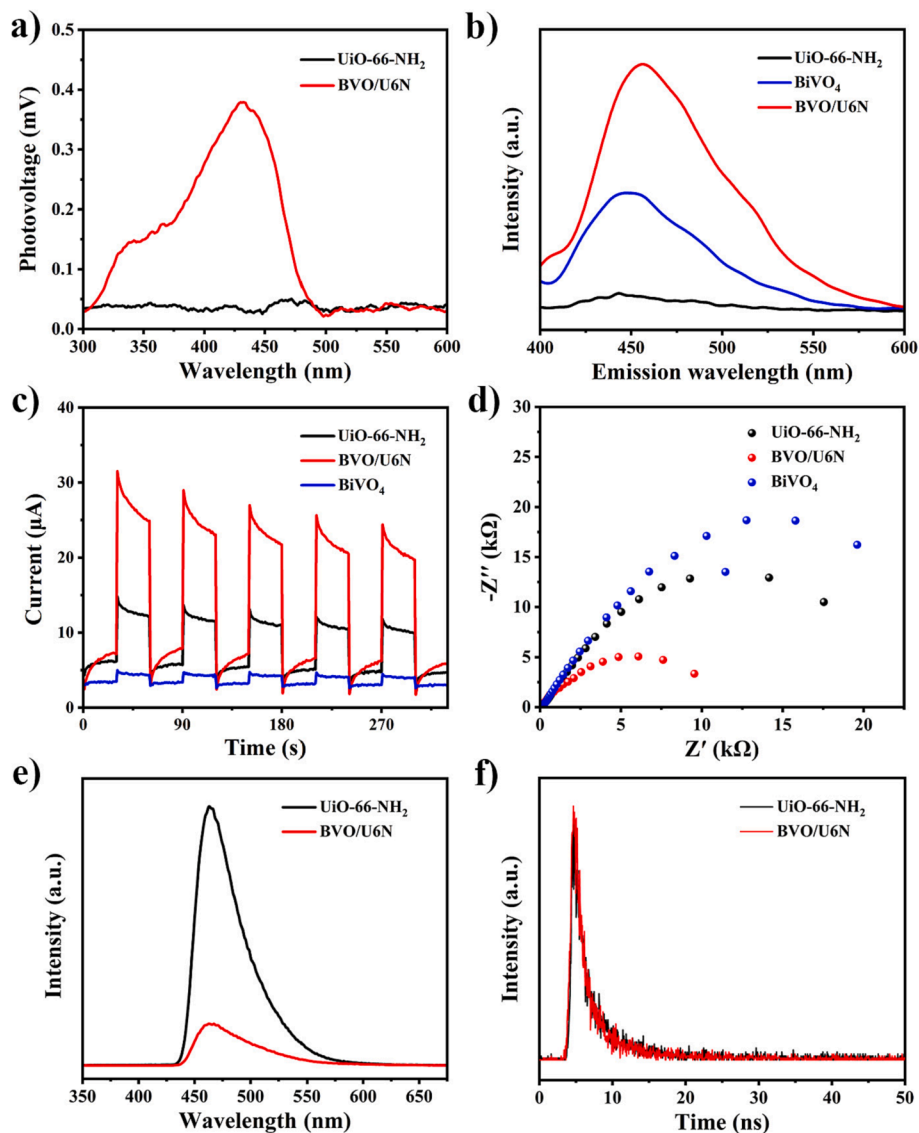 a)
UiO-66-NH₂
BVO/U6N
Photovoltage (mV)
0.5
0.4
0.3
0.2
0.1
0.0
300 350 400 450 500 550 600
Wavelength (nm)
b)
UiO-66-NH₂
BiVO₄
BVO/U6N
Intensity (a.u.)
400 450 500 550 600
Emission wavelength (nm)
c)
UiO-66-NH₂
BVO/U6N
BiVO₄
Current (μA)
40
30
20
10
0
0 90 180 270
Time (s)
d)
UiO-66-NH₂
BVO/U6N
BiVO₄
-Z′′ (kΩ)
30
25
20
15
10
5
0
0 5 10 15 20
Z′ (kΩ)
e)
UiO-66-NH₂
BVO/U6N
Intensity (a.u.)
350 400 450 500 550 600 650
Wavelength (nm)
f)
UiO-66-NH₂
BVO/U6N
Intensity (a.u.)
0 10 20 30 40 50
Time (ns)